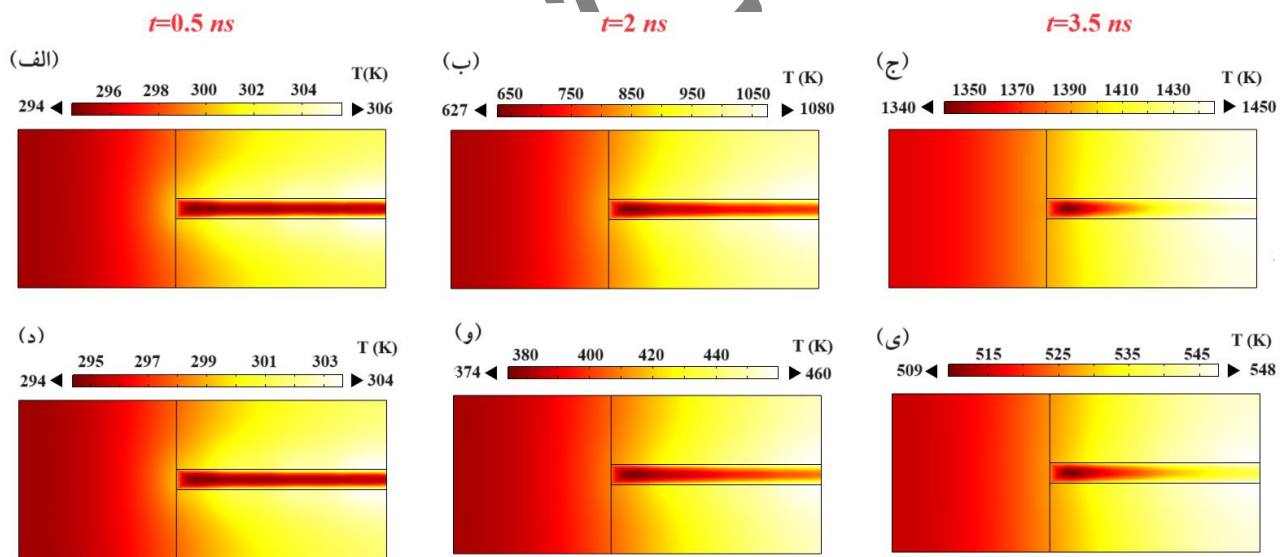 t=0.5 ns
t=2 ns
t=3.5 ns
(الف)
T(K)
296 298 300 302 304
294 306
(ب)
T (K)
650 750 850 950 1050
627 1080
(ج)
T (K)
1350 1370 1390 1410 1430
1340 1450
(د)
T (K)
295 297 299 301 303
294 304
(و)
T (K)
380 400 420 440
374 460
(ی)
T (K)
515 525 535 545
509 548